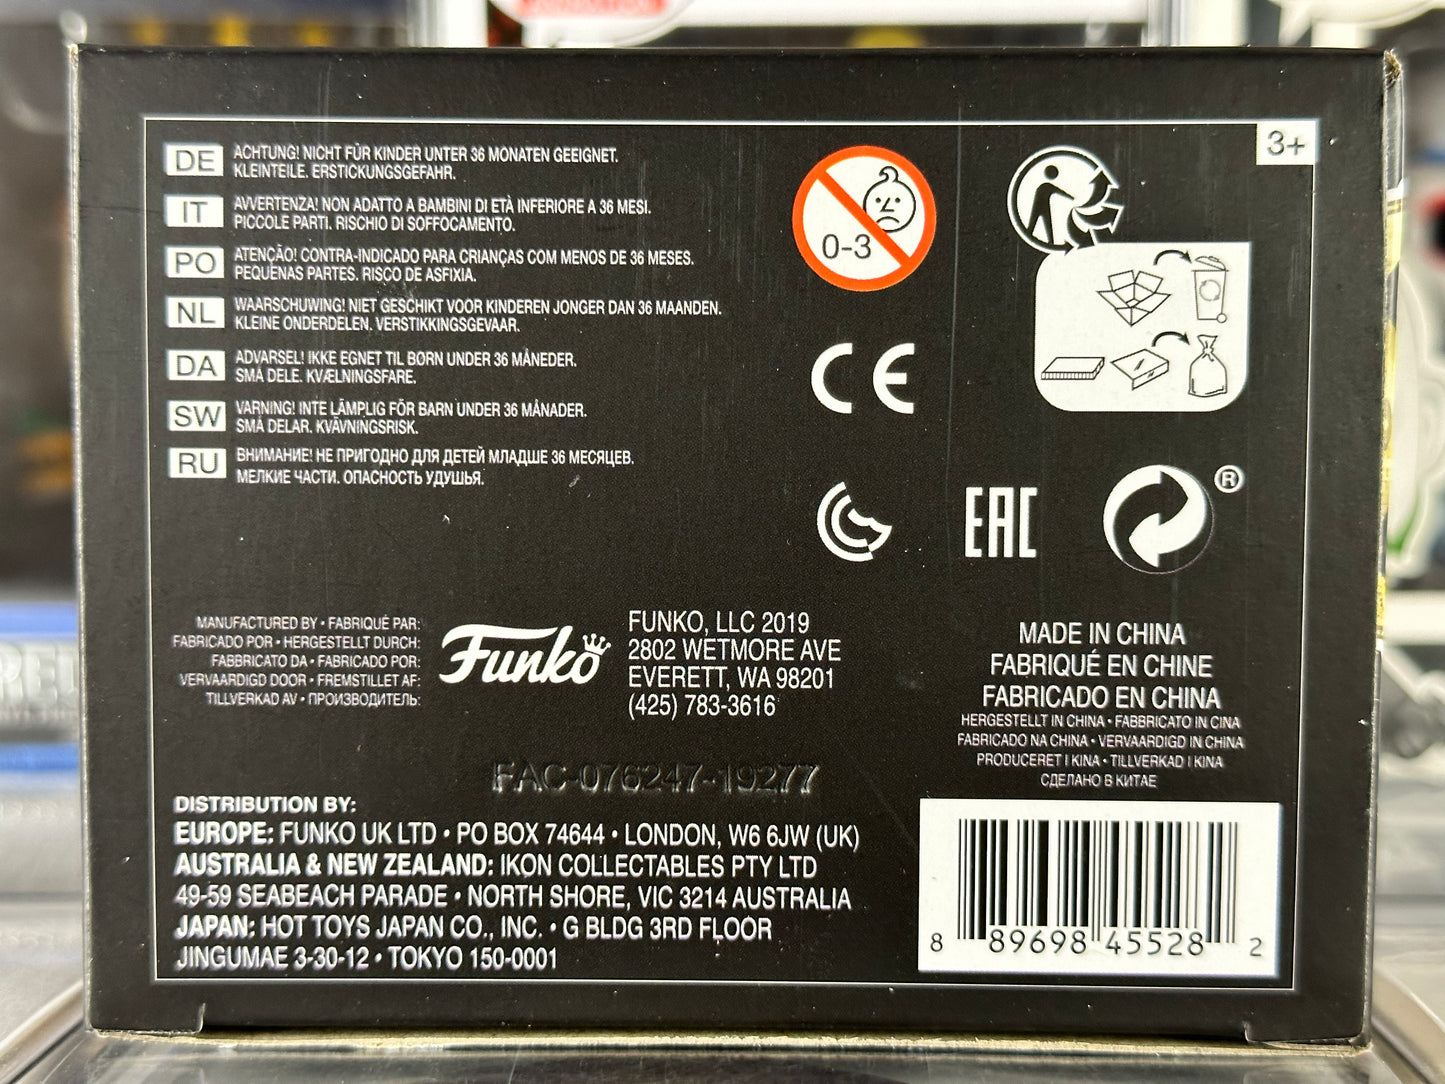 3+
DE
ACHTUNG! NICHT FÜR KINDER UNTER 36 MONATEN GEEIGNET.
KLEINTEILE. ERSTICKUNGSGEFAHR.
IT
AVVERTENZA! NON ADATTO A BAMBINI DI ETÀ INFERIORE A 36 MESI.
PICCOLE PARTI. RISCHIO DI SOFFOCAMENTO.
PO
ATENÇÃO! CONTRA-INDICADO PARA CRIANÇAS COM MENOS DE 36 MESES.
PEQUENAS PARTES. RISCO DE ASFIXIA.
NL
WAARSCHUWING! NIET GESCHIKT VOOR KINDEREN JONGER DAN 36 MAANDEN.
KLEINE ONDERDELEN. VERSTIKKINGSGEVAAR.
DA
ADVARSEL! IKKE EGNET TIL BØRN UNDER 36 MÅNEDER.
SMÅ DELE. KVÆLNINGSFARE.
SW
VARNING! INTE LÄMPLIG FÖR BARN UNDER 36 MÅNADER.
SMÅ DELAR. KVÄVNINGSRISK.
RU
ВНИМАНИЕ! НЕ ПРИГОДНО ДЛЯ ДЕТЕЙ МЛАДШЕ 36 МЕСЯЦЕВ.
МЕЛКИЕ ЧАСТИ. ОПАСНОСТЬ УДУШЬЯ.
0-3
CE
EAC
®
MANUFACTURED BY • FABRIQUÉ PAR:
FABRICADO POR • HERGESTELLT DURCH:
FABBRICATO DA • FABRICADO POR:
VERVAARDIGD DOOR • FREMSTILLET AF:
TILLVERKAD AV • ПРОИЗВОДИТЕЛЬ:
Funko
FUNKO, LLC 2019
2802 WETMORE AVE
EVERETT, WA 98201
(425) 783-3616
MADE IN CHINA
FABRIQUÉ EN CHINE
FABRICADO EN CHINA
HERGESTELLT IN CHINA • FABBRICATO IN CINA
FABRICADO NA CHINA • VERVAARDIGD IN CHINA
PRODUCERET I KINA • TILLVERKAD I KINA
СДЕЛАНО В КИТАЕ
FAC-076247-19277
DISTRIBUTION BY:
EUROPE: FUNKO UK LTD • PO BOX 74644 • LONDON, W6 6JW (UK)
AUSTRALIA & NEW ZEALAND: IKON COLLECTABLES PTY LTD
49-59 SEABEACH PARADE • NORTH SHORE, VIC 3214 AUSTRALIA
JAPAN: HOT TOYS JAPAN CO., INC. • G BLDG 3RD FLOOR
JINGUMAE 3-30-12 • TOKYO 150-0001
8 89698 45528 2